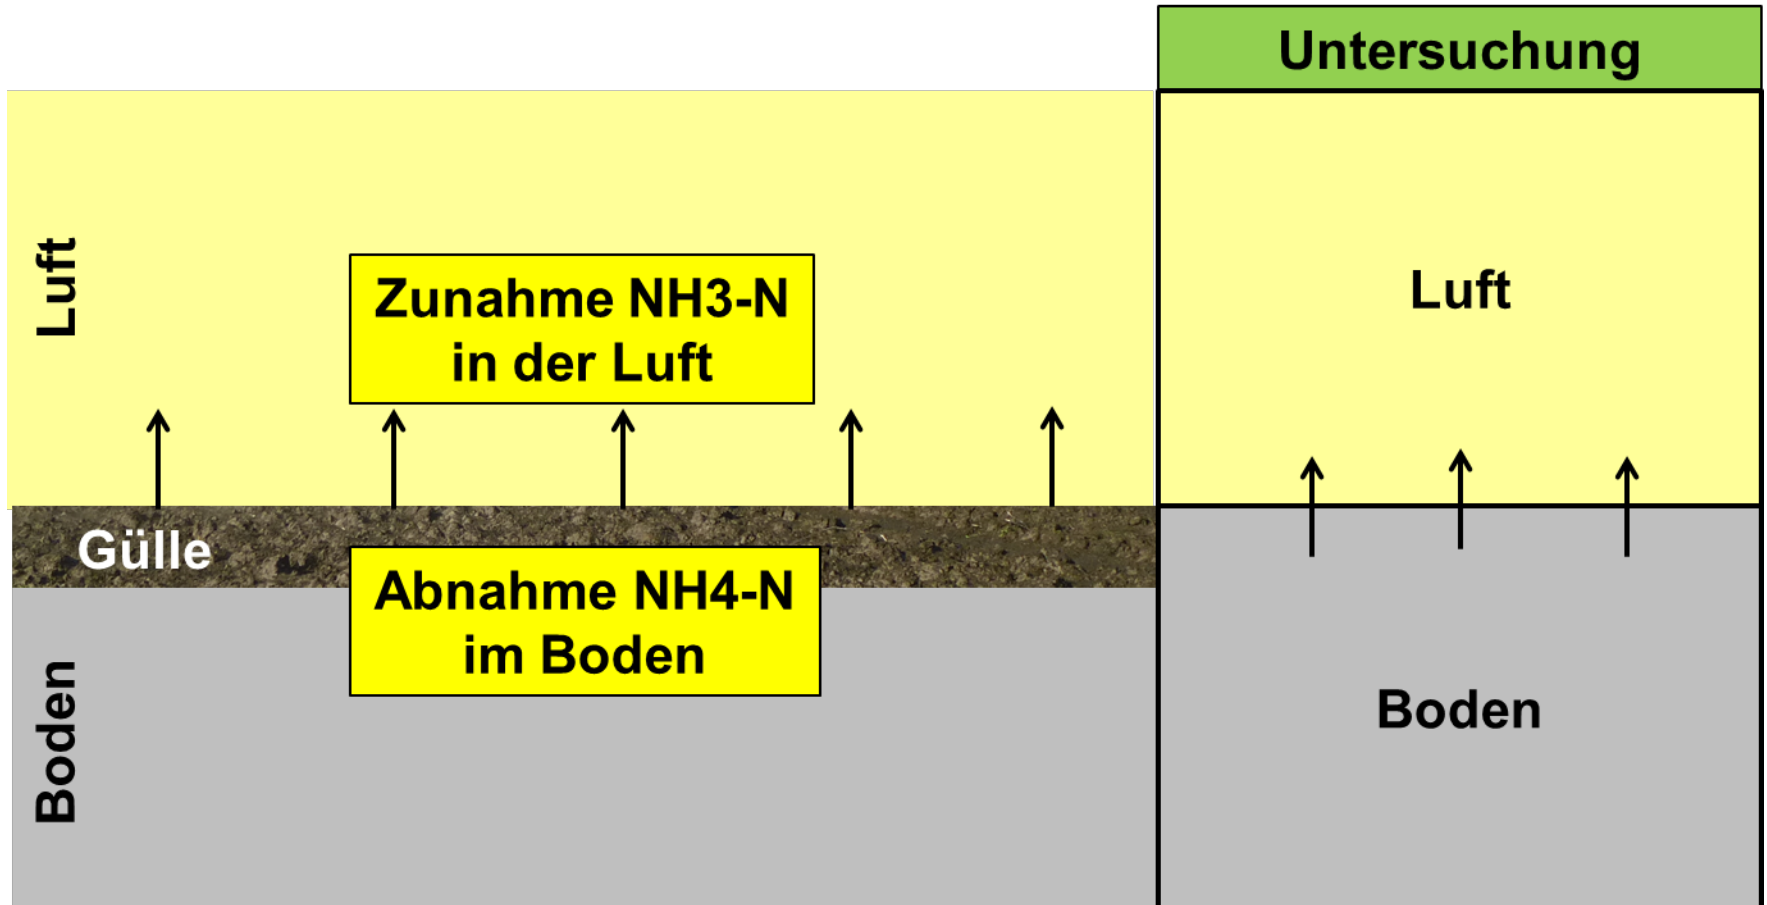 Untersuchung
Luft
Zunahme NH3-N
in der Luft
Luft
Gülle
Abnahme NH4-N
im Boden
Boden
Boden